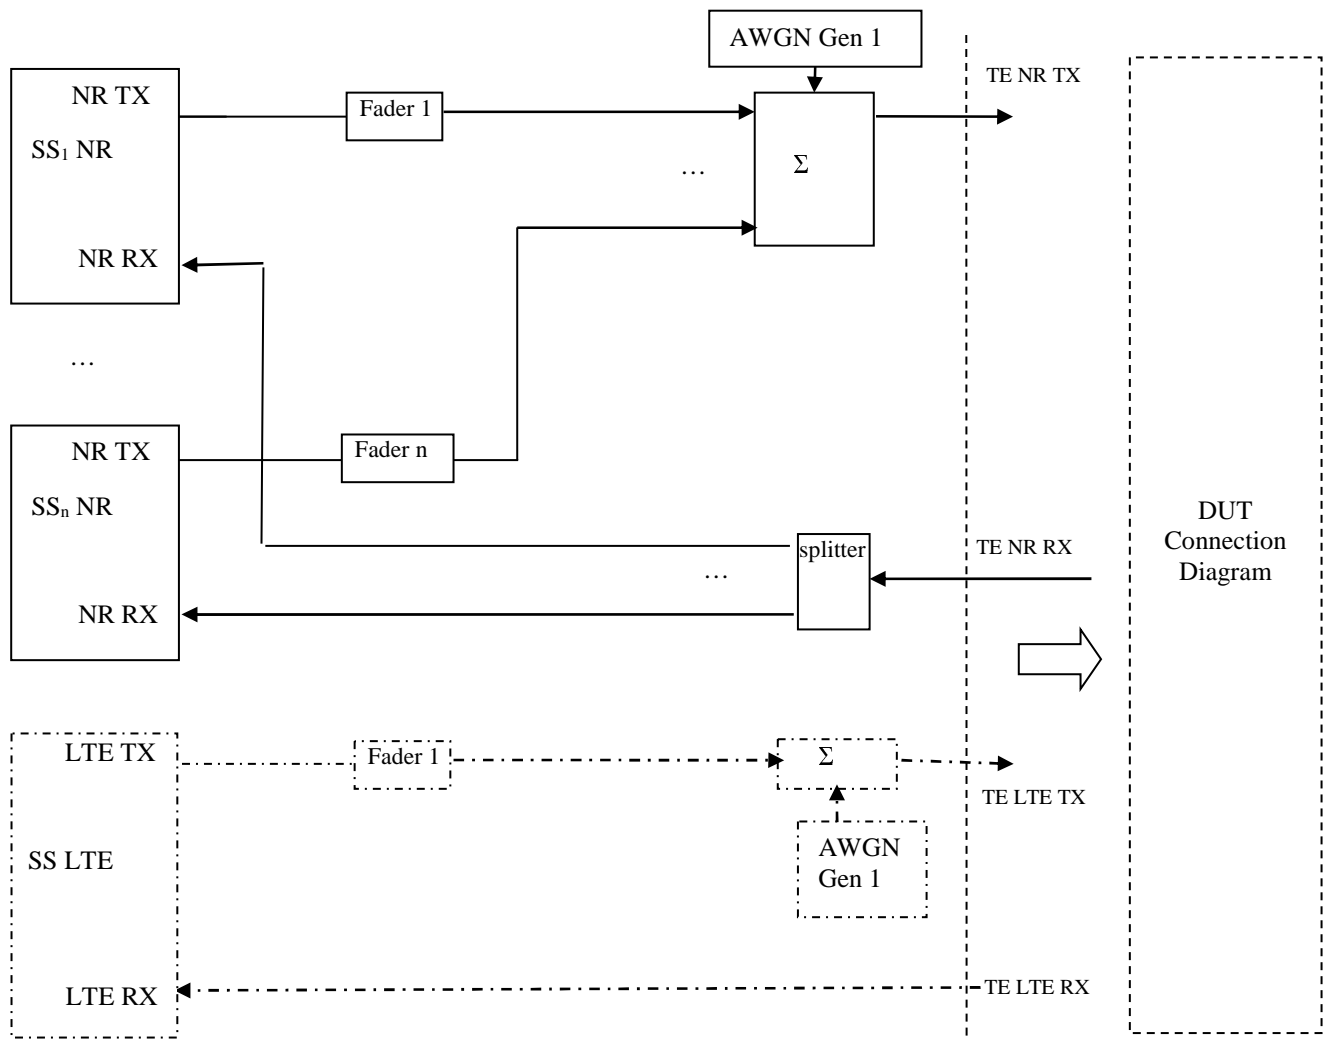 AWGN Gen 1
TE NR TX
NR TX
Fader 1
SS₁ NR
…
Σ
NR RX
…
NR TX
Fader n
SSₙ NR
DUT
Connection
Diagram
splitter
TE NR RX
…
NR RX
LTE TX
Fader 1
Σ
TE LTE TX
AWGN
Gen 1
SS LTE
LTE RX
TE LTE RX